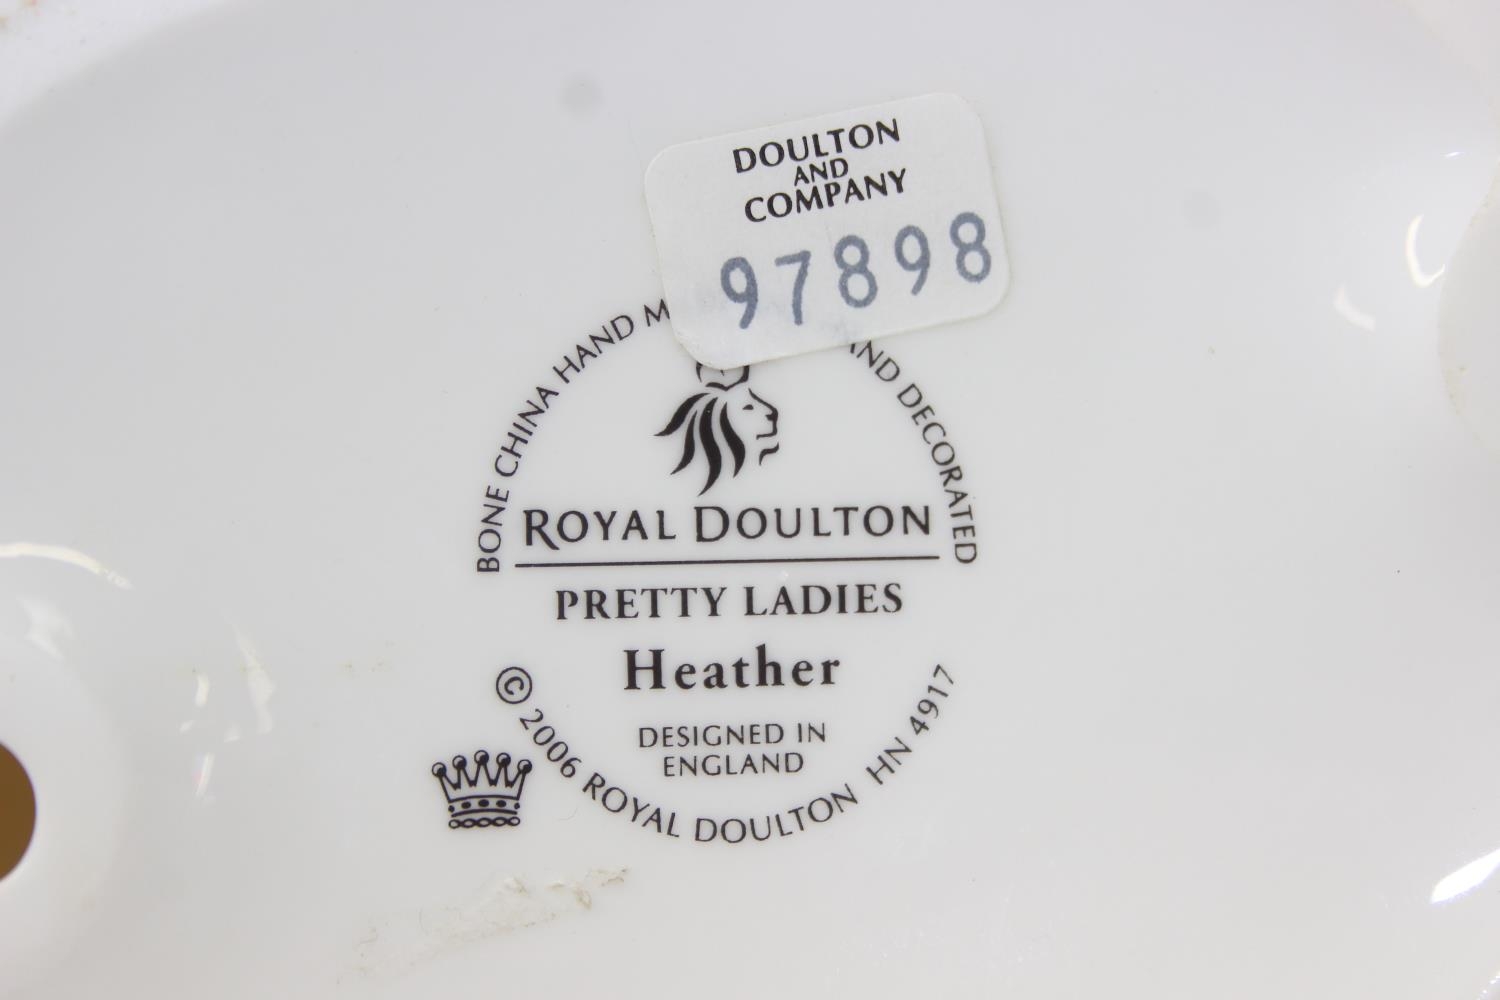 DOULTON
AND
COMPANY
97898
BONE CHINA HAND DECORATED
ROYAL DOULTON
PRETTY LADIES
Heather
DESIGNED IN
ENGLAND
© 2006 ROYAL DOULTON HN 4917